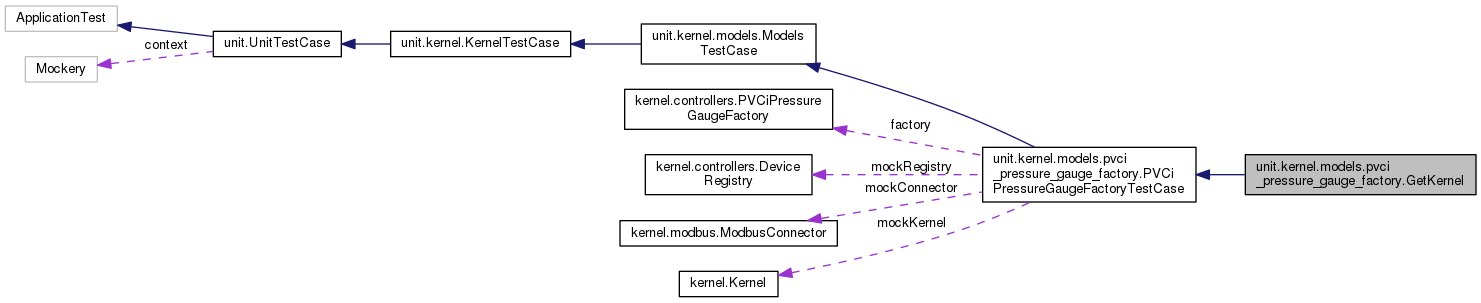 ApplicationTest
context
Mockery
unit.UnitTestCase
unit.kernel.KernelTestCase
unit.kernel.models.Models
TestCase
kernel.controllers.PVCiPressure
GaugeFactory
factory
kernel.controllers.Device
Registry
mockRegistry
mockConnector
kernel.modbus.ModbusConnector
mockKernel
kernel.Kernel
unit.kernel.models.pvci
_pressure_gauge_factory.PVCi
PressureGaugeFactoryTestCase
unit.kernel.models.pvci
_pressure_gauge_factory.GetKernel